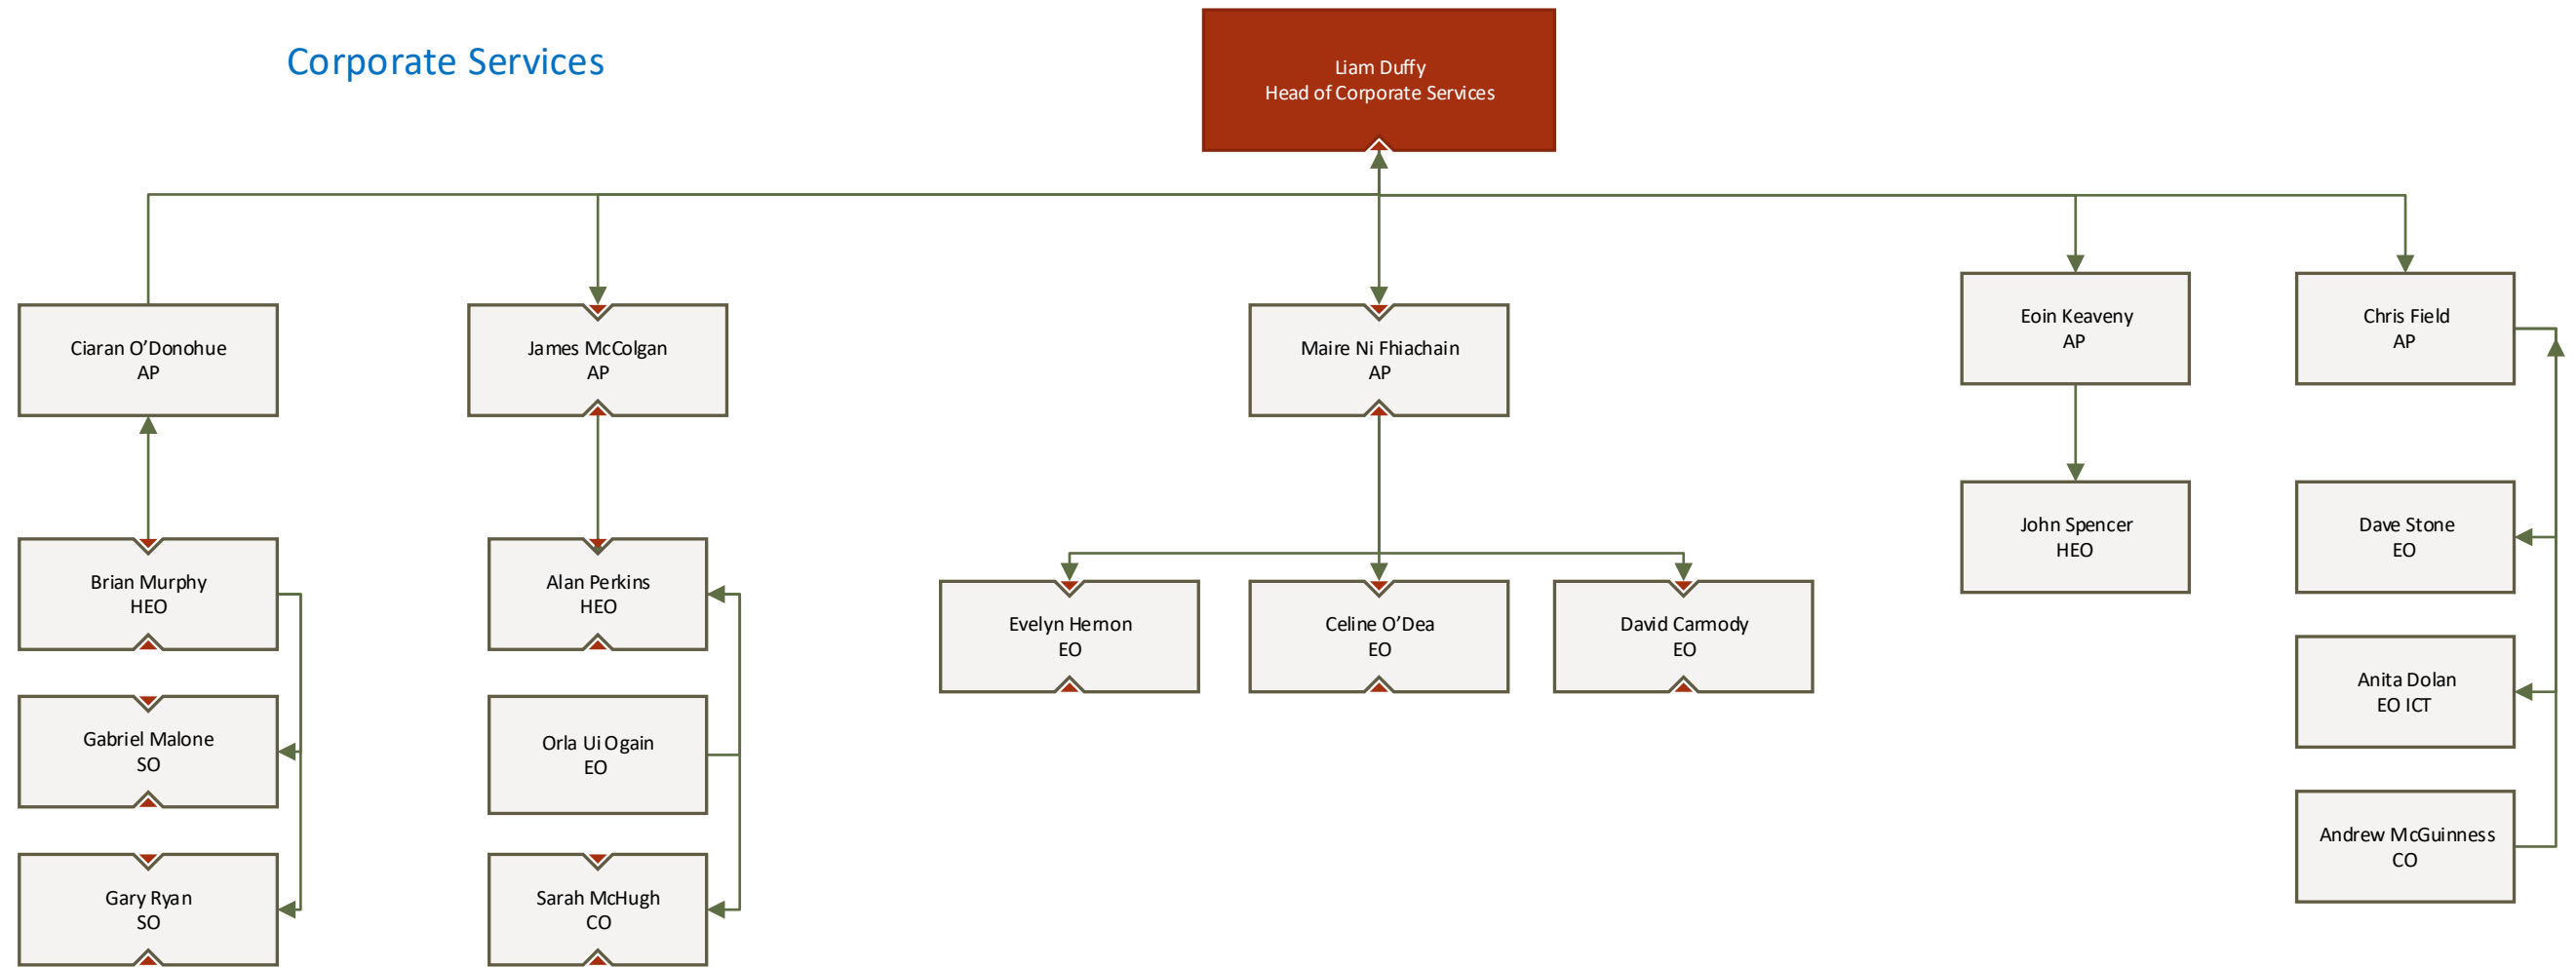 Corporate Services
Liam Duffy
Head of Corporate Services
Ciaran O’Donohue
AP
James McColgan
AP
Maire Ni Fhiachain
AP
Eoin Keaveny
AP
Chris Field
AP
Brian Murphy
HEO
Alan Perkins
HEO
Evelyn Hernon
EO
Celine O’Dea
EO
David Carmody
EO
John Spencer
HEO
Dave Stone
EO
Gabriel Malone
SO
Orla Ui Ogain
EO
Anita Dolan
EO ICT
Gary Ryan
SO
Sarah McHugh
CO
Andrew McGuinness
CO